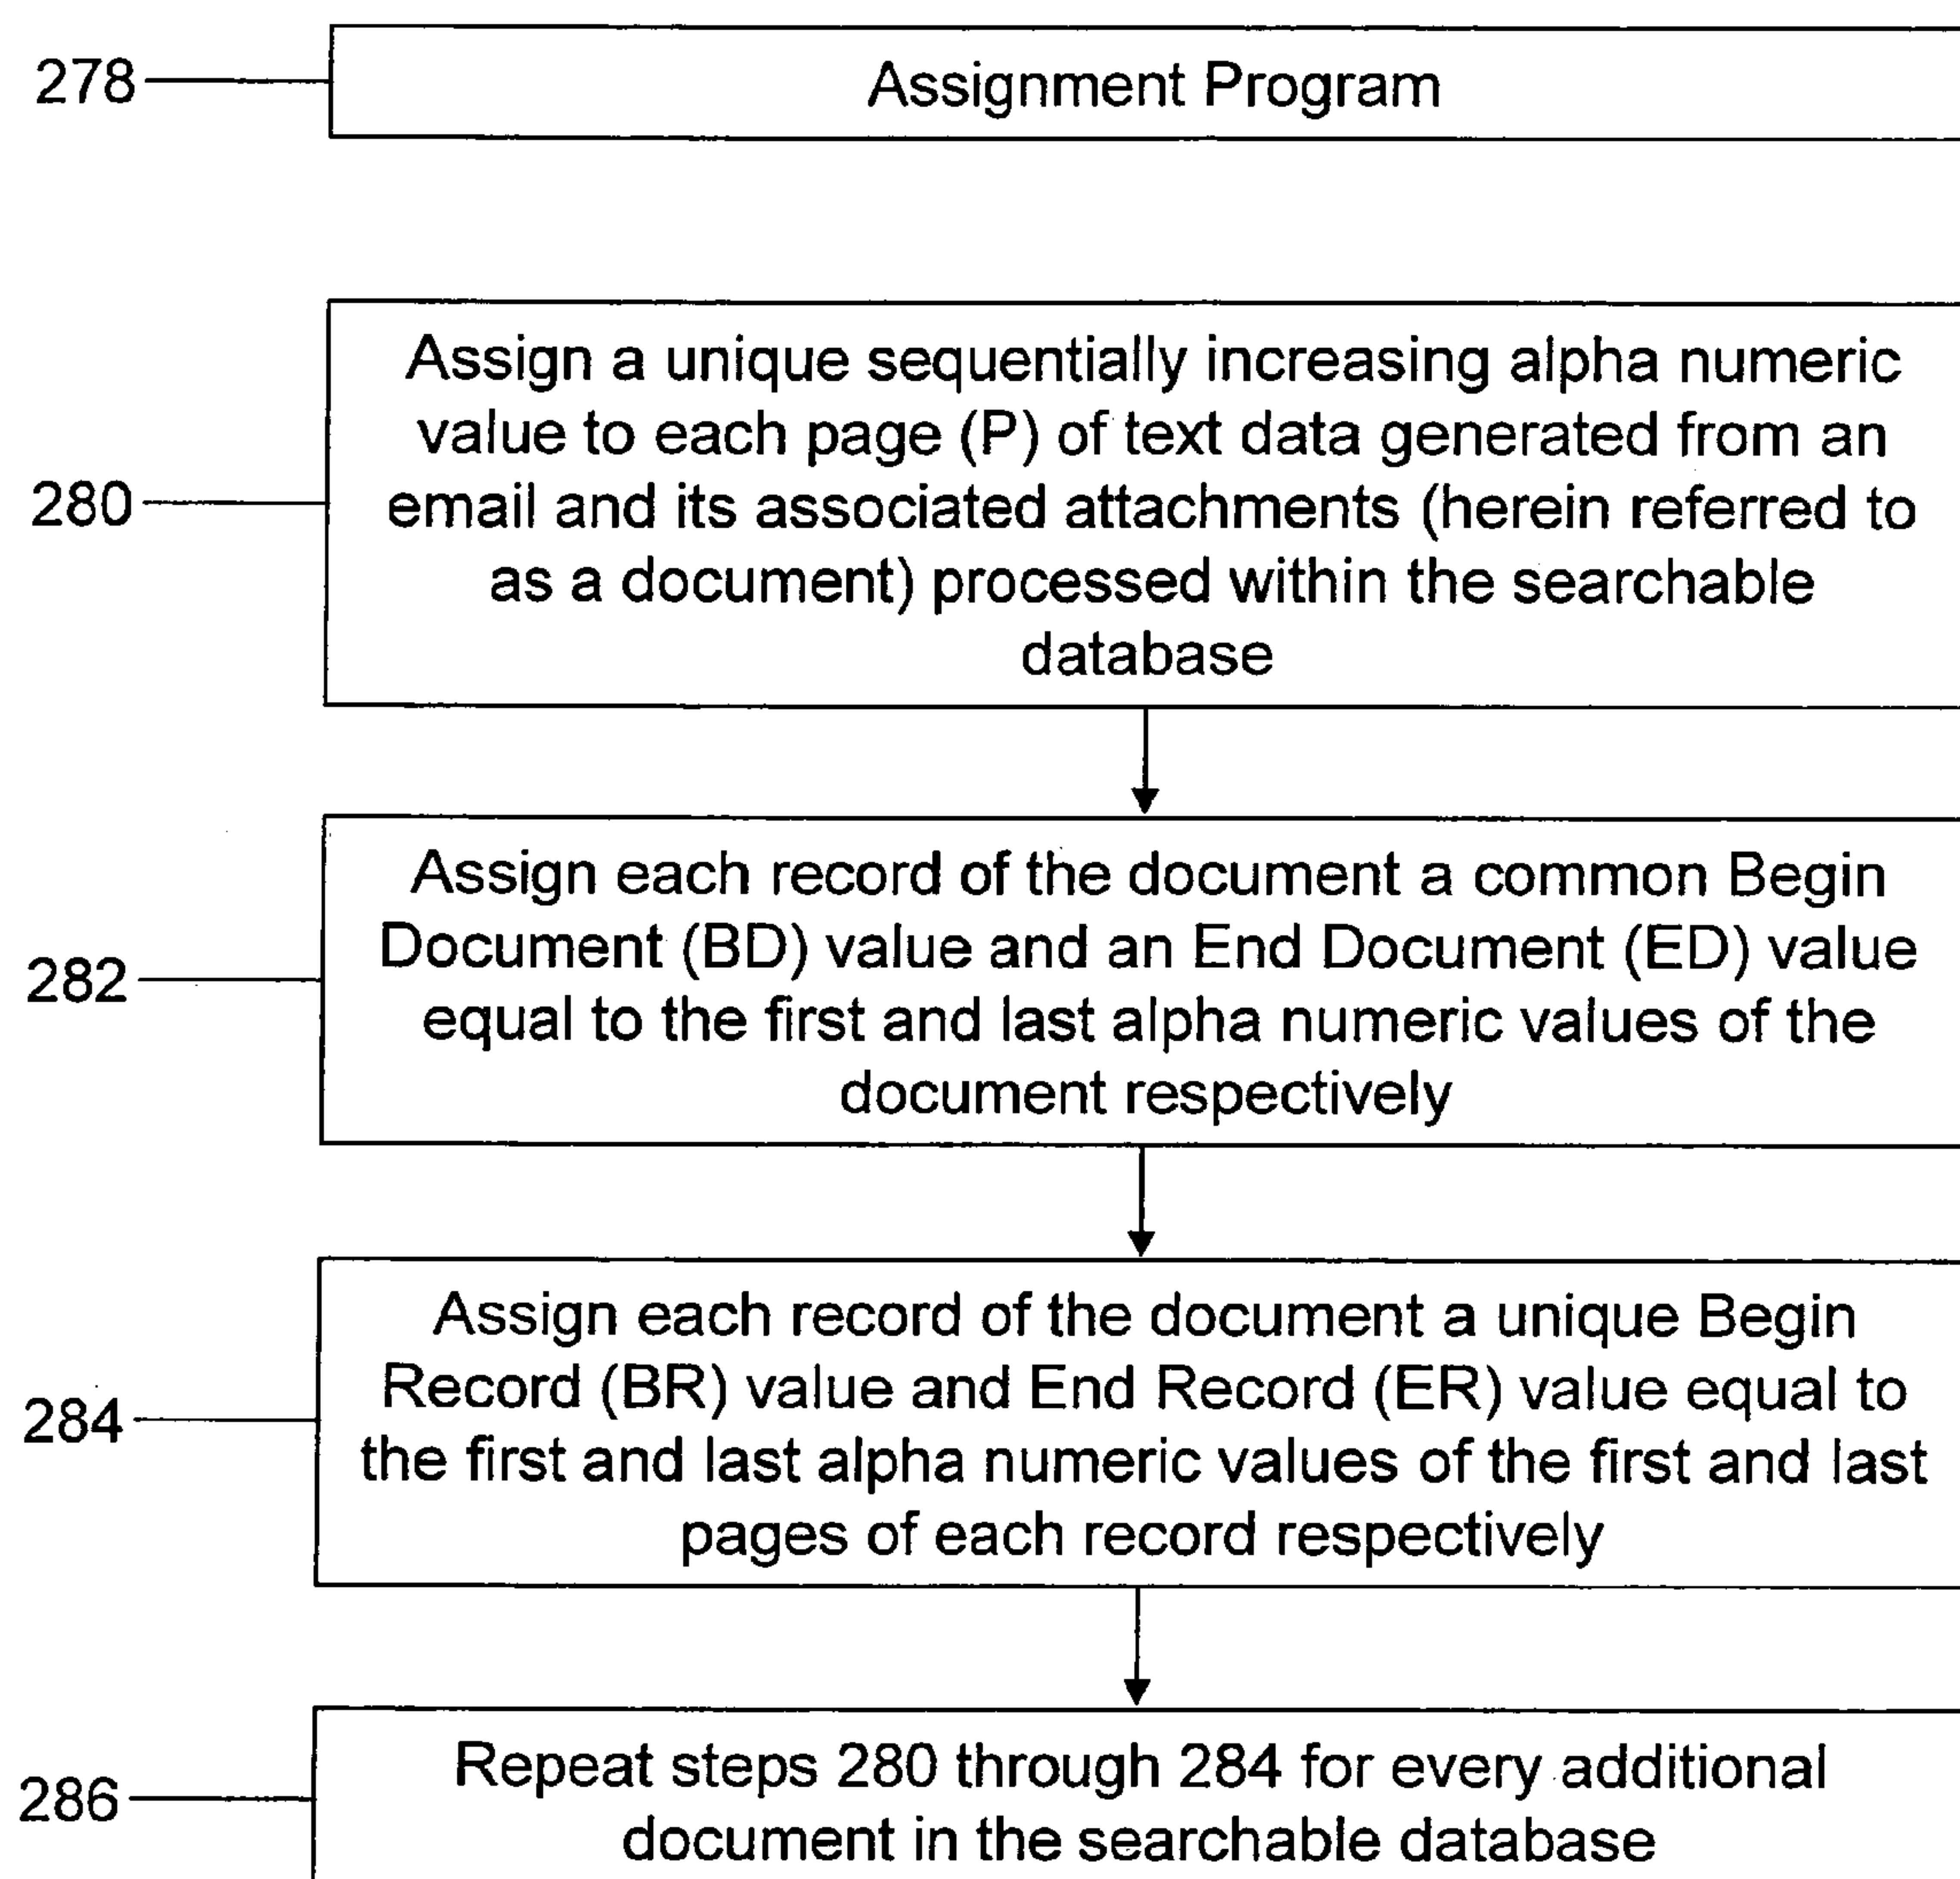 278
Assignment Program
280
Assign a unique sequentially increasing alpha numeric
value to each page (P) of text data generated from an
email and its associated attachments (herein referred to
as a document) processed within the searchable
database
282
Assign each record of the document a common Begin
Document (BD) value and an End Document (ED) value
equal to the first and last alpha numeric values of the
document respectively
284
Assign each record of the document a unique Begin
Record (BR) value and End Record (ER) value equal to
the first and last alpha numeric values of the first and last
pages of each record respectively
286
Repeat steps 280 through 284 for every additional
document in the searchable database